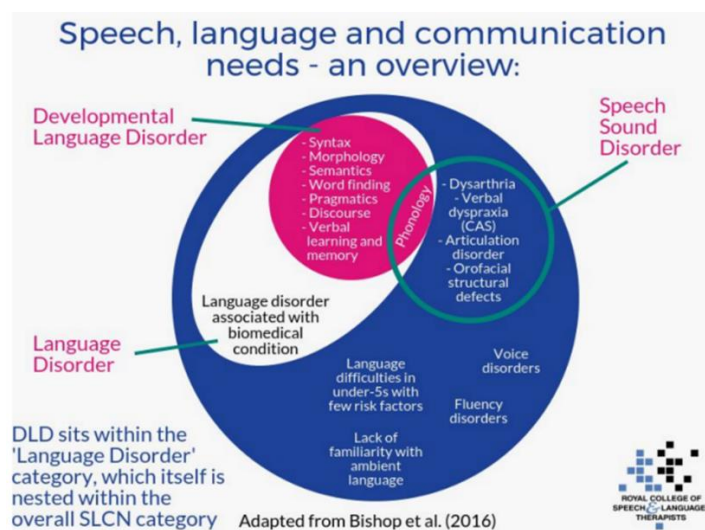 Speech, language and communication
needs - an overview:
Developmental
Language Disorder
- Syntax
- Morphology
- Semantics
- Word finding
- Pragmatics
- Discourse
- Verbal
learning and
memory
Phonology
Speech
Sound
Disorder
- Dysarthria
- Verbal
dyspraxia
(CAS)
- Articulation
disorder
- Orofacial
structural
defects
Language disorder
associated with
biomedical
condition
Language
Disorder
Language
difficulties in
under-5s with
few risk factors
Voice
disorders
Fluency
disorders
Lack of
familiarity with
ambient
language
DLD sits within the
'Language Disorder'
category, which itself is
nested within the
overall SLCN category
Adapted from Bishop et al. (2016)
ROYAL COLLEGE OF
SPEECH & LANGUAGE
THERAPISTS